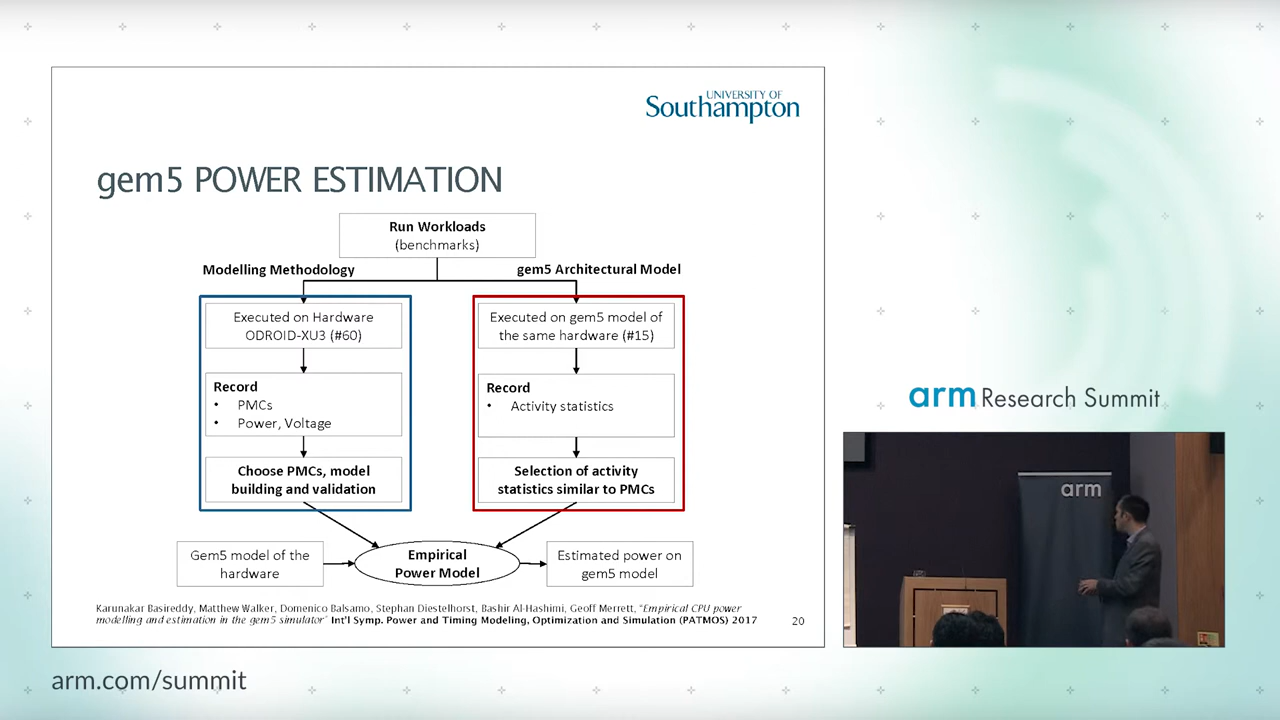 UNIVERSITY OF
Southampton
gem5 POWER ESTIMATION
Run Workloads
(benchmarks)
Modelling Methodology
gem5 Architectural Model
Executed on Hardware
ODROID-XU3 (#60)
Record
• PMCs
• Power, Voltage
Choose PMCs, model
building and validation
Executed on gem5 model of
the same hardware (#15)
Record
• Activity statistics
Selection of activity
statistics similar to PMCs
Gem5 model of the
hardware
Empirical
Power Model
Estimated power on
gem5 model
Karunakar Basireddy, Matthew Walker, Domenico Balsamo, Stephan Diestelhorst, Bashir Al-Hashimi, Geoff Merrett, "Empirical CPU power
modelling and estimation in the gem5 simulator" Int'l Symp. Power and Timing Modeling, Optimization and Simulation (PATMOS) 2017
20
arm Research Summit
arm
arm.com/summit